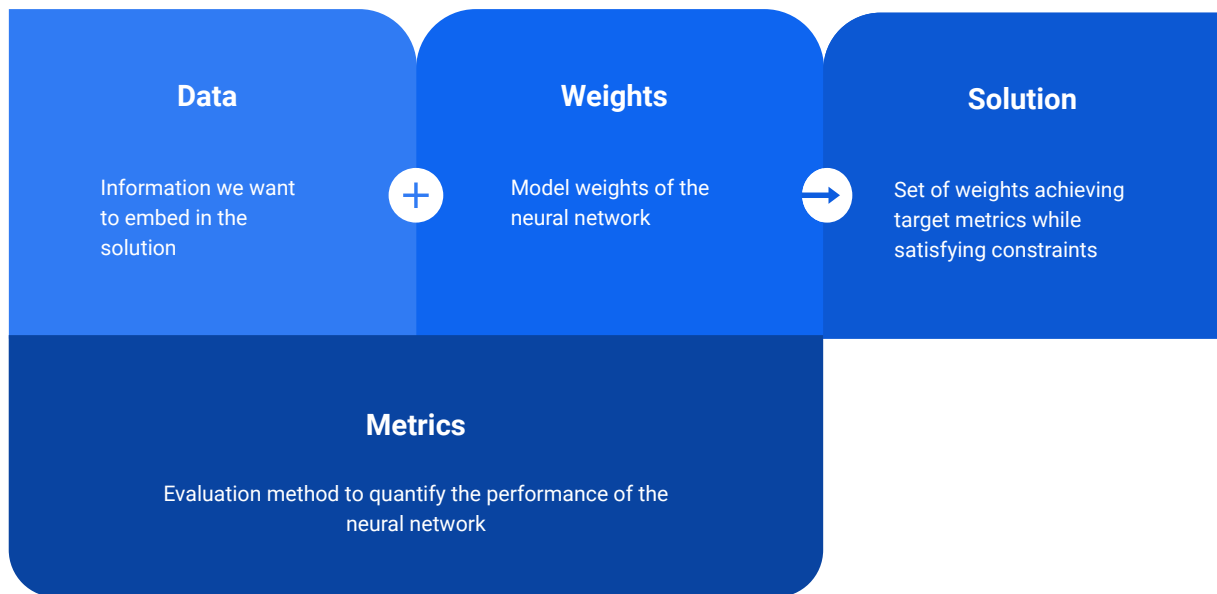 Data
Information we want
to embed in the
solution
+
Weights
Model weights of the
neural network
Solution
Set of weights achieving
target metrics while
satisfying constraints
Metrics
Evaluation method to quantify the performance of the
neural network